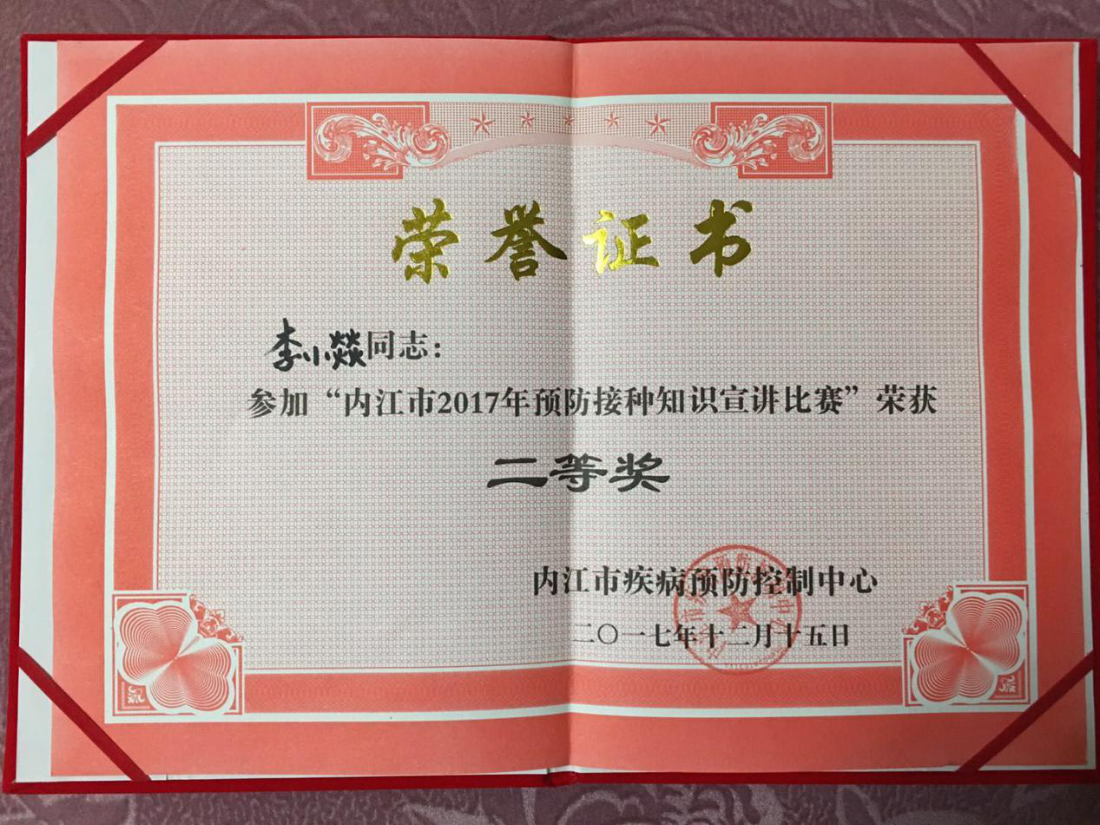 荣誉证书
李小燚同志：
参加“内江市2017年预防接种知识宣讲比赛”荣获
二等奖
内江市疾病预防控制中心
二〇一七年十二月十五日